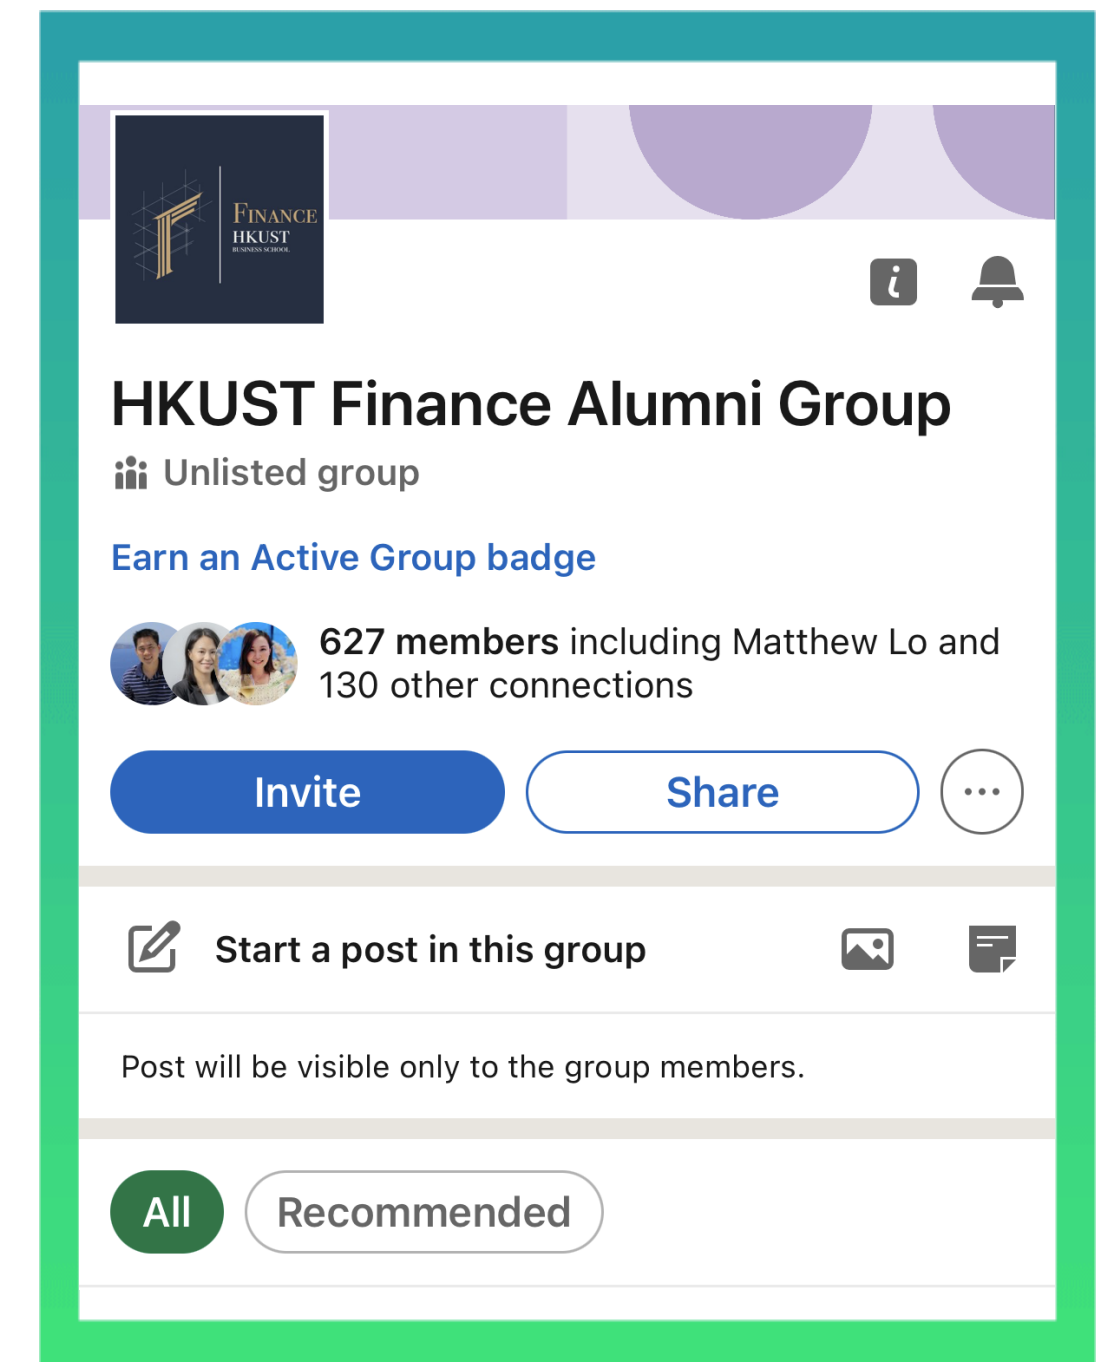 FINANCE
HKUST
BUSINESS SCHOOL
HKUST Finance Alumni Group
Unlisted group
Earn an Active Group badge
627 members including Matthew Lo and
130 other connections
Invite
Share
Start a post in this group
Post will be visible only to the group members.
All
Recommended